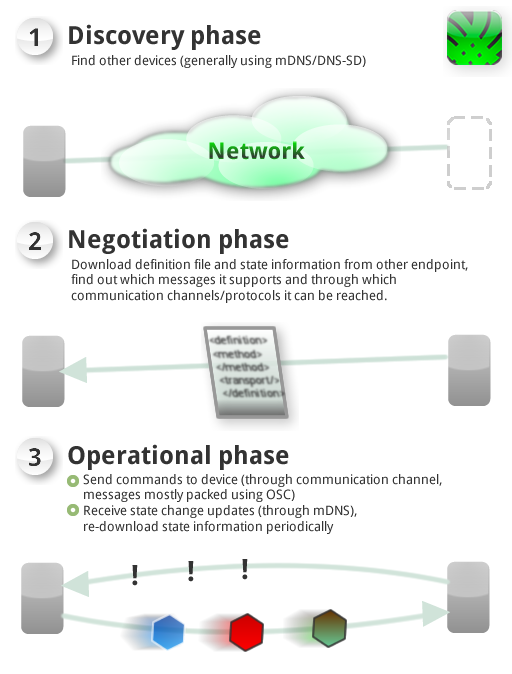 1 Discovery phase
Find other devices (generally using mDNS/DNS-SD)
Network
2 Negotiation phase
Download definition file and state information from other endpoint,
find out which messages it supports and through which
communication channels/protocols it can be reached.
<definition>
<method>
</method>
<transport/>
</definition>
3 Operational phase
Send commands to device (through communication channel,
messages mostly packed using OSC)
Receive state change updates (through mDNS),
re-download state information periodically
! ! !